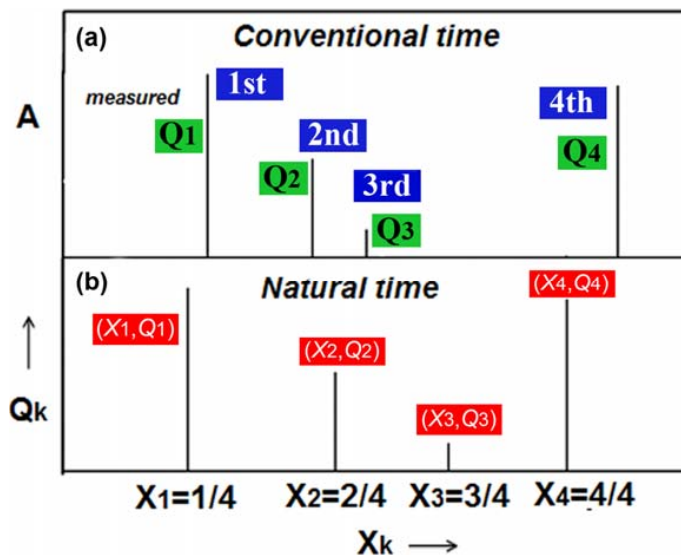 (a)
Conventional time
measured
1st
A
Q1
2nd
Q2
3rd
Q3
4th
Q4
(b)
Natural time
(X1,Q1)
(X2,Q2)
(X3,Q3)
(X4,Q4)
↑
Qk
X1=1/4 X2=2/4 X3=3/4 X4=4/4
Xk →